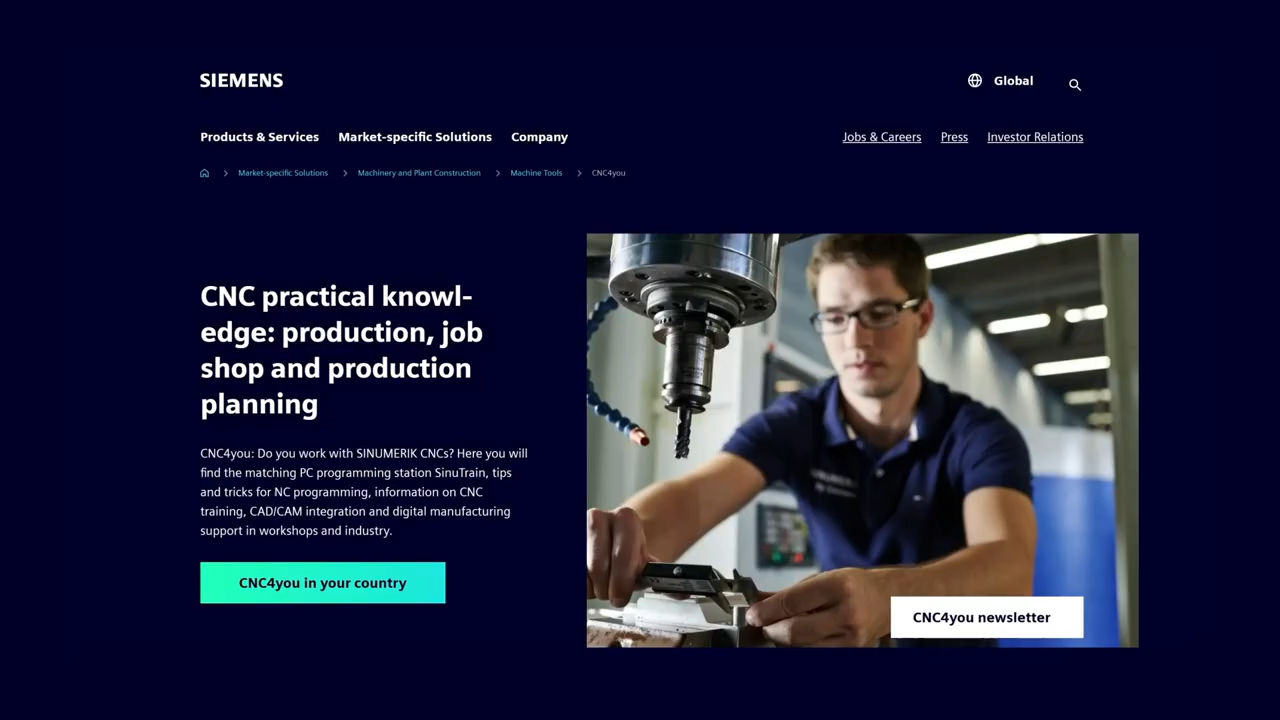 SIEMENS
Global
Products & Services Market-specific Solutions Company
Jobs & Careers Press Investor Relations
Market-specific Solutions Machinery and Plant Construction Machine Tools CNC4you
CNC practical knowl-
edge: production, job
shop and production
planning
CNC4you: Do you work with SINUMERIK CNCs? Here you will
find the matching PC programming station SinuTrain, tips
and tricks for NC programming, information on CNC
training, CAD/CAM integration and digital manufacturing
support in workshops and industry.
CNC4you in your country
CNC4you newsletter